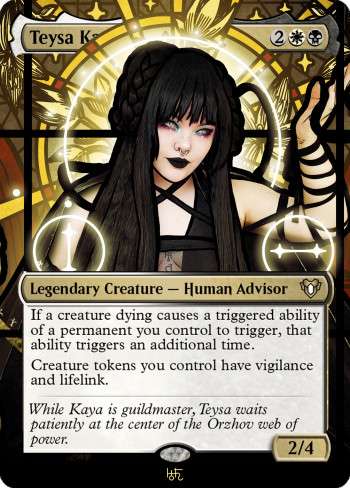 Teysa Ka
2
Legendary Creature — Human Advisor
If a creature dying causes a triggered ability
of a permanent you control to trigger, that
ability triggers an additional time.
Creature tokens you control have vigilance
and lifelink.
While Kaya is guildmaster, Teysa waits
patiently at the center of the Orzhov web of
power.
2/4